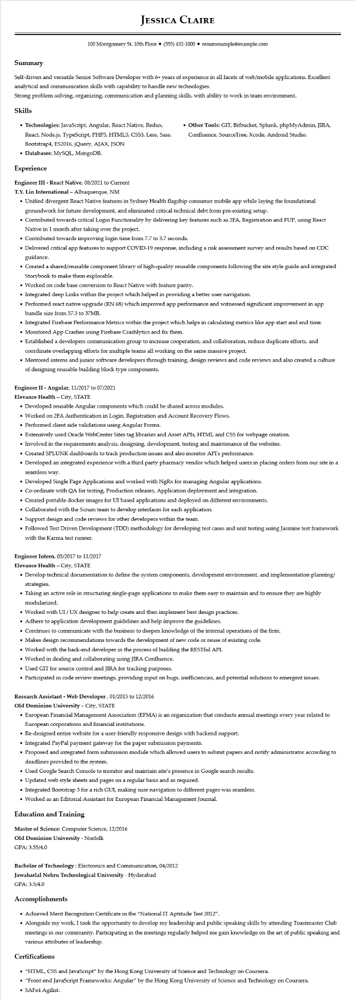 Jessica Claire
100 Montgomery St. 10th Floor ● (555) 432-1000 ● resumesample@example.com
Summary
Self-driven and versatile Senior Software Developer with 6+ years of experience in all facets of web/mobile applications. Excellent
analytical and communication skills with capability to handle new technologies.
Strong problem-solving, organizing, communication and planning skills, with ability to work in team environment.
Skills
• Technologies: JavaScript, Angular, React Native, Redux,
React, Node.js, TypeScript, PHP5, HTML5, CSS3, Less, Sass,
Bootstrap4, ES2016, jQuery, AJAX, JSON
• Databases: MySQL, MongoDB.
• Other Tools: GIT, Bitbucket, Splunk, phpMyAdmin, JIRA,
Confluence, SourceTree, Xcode, Android Studio.
Experience
Engineer III - React Native, 08/2021 to Current
T.Y. Lin International – Albuquerque, NM
• Unified divergent React Native features in Sydney Health flagship consumer mobile app while laying the foundational
groundwork for future development, and eliminated critical technical debt from pre-existing setup.
• Contributed towards critical Login Functionality by delivering key features such as 2FA, Registration and FUP, using React
Native in 1 month after taking over the project.
• Contributed towards improving login time from 7.7 to 3.7 seconds.
• Delivered critical app features to support COVID-19 response, including a risk assessment survey and results based on CDC
guidance.
• Created a shared/reusable component library of high-quality reusable components following the site style guide and integrated
Storybook to make them explorable.
• Worked on code base conversion to React Native with feature parity.
• Integrated deep Links within the project which helped in providing a better user navigation.
• Performed react native upgrade (RN 68) which improved app performance and witnessed significant improvement in app
bundle size from 57.3 to 37MB.
• Integrated Firebase Performance Metrics within the project which helps in calculating metrics like app start and end time.
• Monitored App Crashes using Firebase Crashlytics and fix them.
• Established a developers communication group to increase cooperation, and collaboration, reduce duplicate efforts, and
coordinate overlapping efforts for multiple teams all working on the same massive project.
• Mentored interns and junior software developers through training, design reviews and code reviews and also created a culture
of designing reusable building block type components.
Engineer II - Angular, 11/2017 to 07/2021
Elevance Health – City, STATE
• Developed reusable Angular components which could be shared across modules.
• Worked on 2FA Authentication in Login, Registration and Account Recovery Flows.
• Performed client side validations using Angular Forms.
• Extensively used Oracle WebCenter Sites tag libraries and Asset APIs, HTML and CSS for webpage creation.
• Involved in the requirements analysis, designing, development, testing and maintenance of the websites.
• Created SPLUNK dashboards to track production issues and also monitor API's performance.
• Developed an integrated experience with a third party pharmacy vendor which helped users in placing orders from our site in a
seamless way.
• Developed Single Page Applications and worked with NgRx for managing Angular applications.
• Co-ordinate with QA for testing, Production releases, Application deployment and integration.
• Created portable docker images for UI based applications and deployed on different environments.
• Collaborated with the Scrum team to develop interfaces for each application.
• Support design and code reviews for other developers within the team.
• Followed Test Driven Development (TDD) methodology for developing test cases and unit testing using Jasmine test framework
with the Karma test runner.
Engineer Intern, 05/2017 to 11/2017
Elevance Health – City, STATE
• Develop technical documentation to define the system components, development environment, and implementation planning/
strategies.
• Taking an active role in structuring single-page applications to make them easy to maintain and to ensure they are highly
modularized.
• Worked with UI / UX designer to help create and then implement best design practices.
• Adhere to application development guidelines and help improve the guidelines.
• Continues to communicate with the business to deepen knowledge of the internal operations of the firm.
• Makes design recommendations towards the development of new code or reuse of existing code.
• Worked with the back-end developer in the process of building the RESTful API.
• Worked in dealing and collaborating using JIRA Confluence.
• Used GIT for source control and JIRA for tracking purposes.
• Participated in code review meetings, providing input on bugs, inefficiencies, and potential solutions to emergent issues.
Research Assistant - Web Developer , 01/2015 to 12/2016
Old Dominion University – City, STATE
• European Financial Management Association (EFMA) is an organization that conducts annual meetings every year related to
European corporations and financial institutions.
• Re-designed entire website for a user-friendly responsive design with backend support.
• Integrated PayPal payment gateway for the paper submission payments.
• Proposed and integrated form submission module which allowed users to submit papers and notify administrator according to
deadlines provided to the system.
• Used Google Search Console to monitor and maintain site's presence in Google search results.
• Updated web style sheets and pages on a regular basis and as required.
• Integrated Bootstrap 3 for a rich GUI, making sure navigation to different pages was seamless.
• Worked as an Editorial Assistant for European Financial Management Journal.
Education and Training
Master of Science: Computer Science, 12/2016
Old Dominion University - Norfolk
GPA: 3.55/4.0
Bachelor of Technology : Electronics and Communication, 04/2012
Jawaharlal Nehru Technological University - Hyderabad
GPA: 3.5/4.0
Accomplishments
• Achieved Merit Recognition Certificate in the “National IT Aptitude Test 2012”.
• Alongside my work, I took the opportunity to develop my leadership and public speaking skills by attending Toastmaster Club
meetings in our community. Participating in the meetings regularly helped me gain knowledge on the art of public speaking and
various attributes of leadership.
Certifications
• “HTML, CSS and JavaScript” by the Hong Kong University of Science and Technology on Coursera.
• “Front-end JavaScript Frameworks: Angular” by the Hong Kong University of Science and Technology on Coursera.
• SAFe4 Agilist.